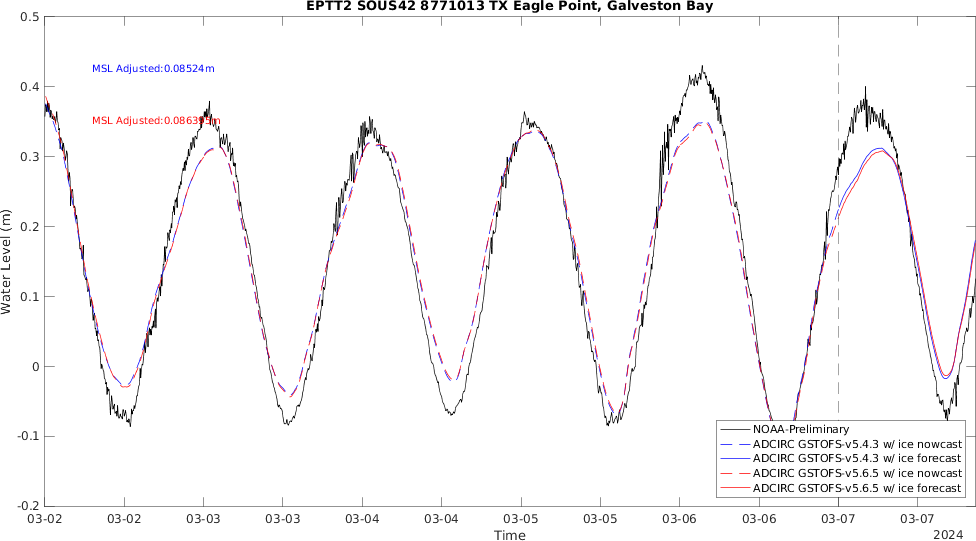 EPTT2 SOUS42 8771013 TX Eagle Point, Galveston Bay
0.5
MSL Adjusted:0.08524m
0.4
MSL Adjusted:
0.3
Water Level (m)
0.2
0.1
0
-0.1
-0.2
NOAA-Preliminary
ADCIRC GSTOFS-v5.4.3 w/ ice nowcast
ADCIRC GSTOFS-v5.4.3 w/ ice forecast
ADCIRC GSTOFS-v5.6.5 w/ ice nowcast
ADCIRC GSTOFS-v5.6.5 w/ ice forecast
03-02 03-02 03-03 03-03 03-04 03-04 03-05 03-05 03-06 03-06 03-07 03-07
Time
2024